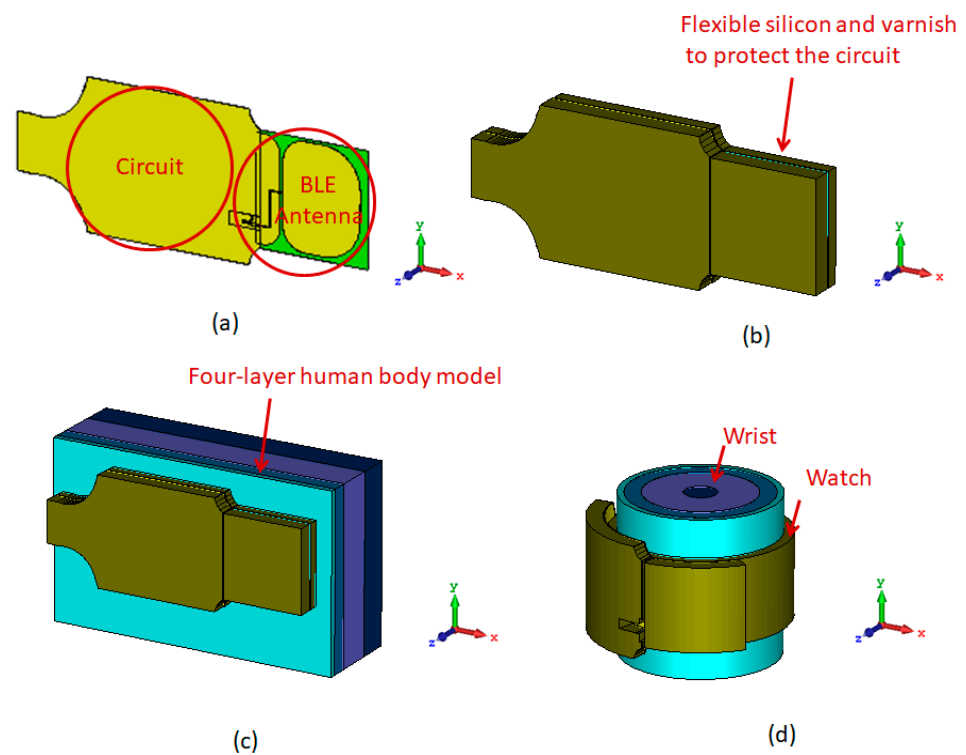 Flexible silicon and varnish
to protect the circuit
Circuit
BLE
Antenna
y
x
z
y
x
z
(a)
(b)
Four-layer human body model
Wrist
Watch
y
x
z
y
x
z
(c)
(d)